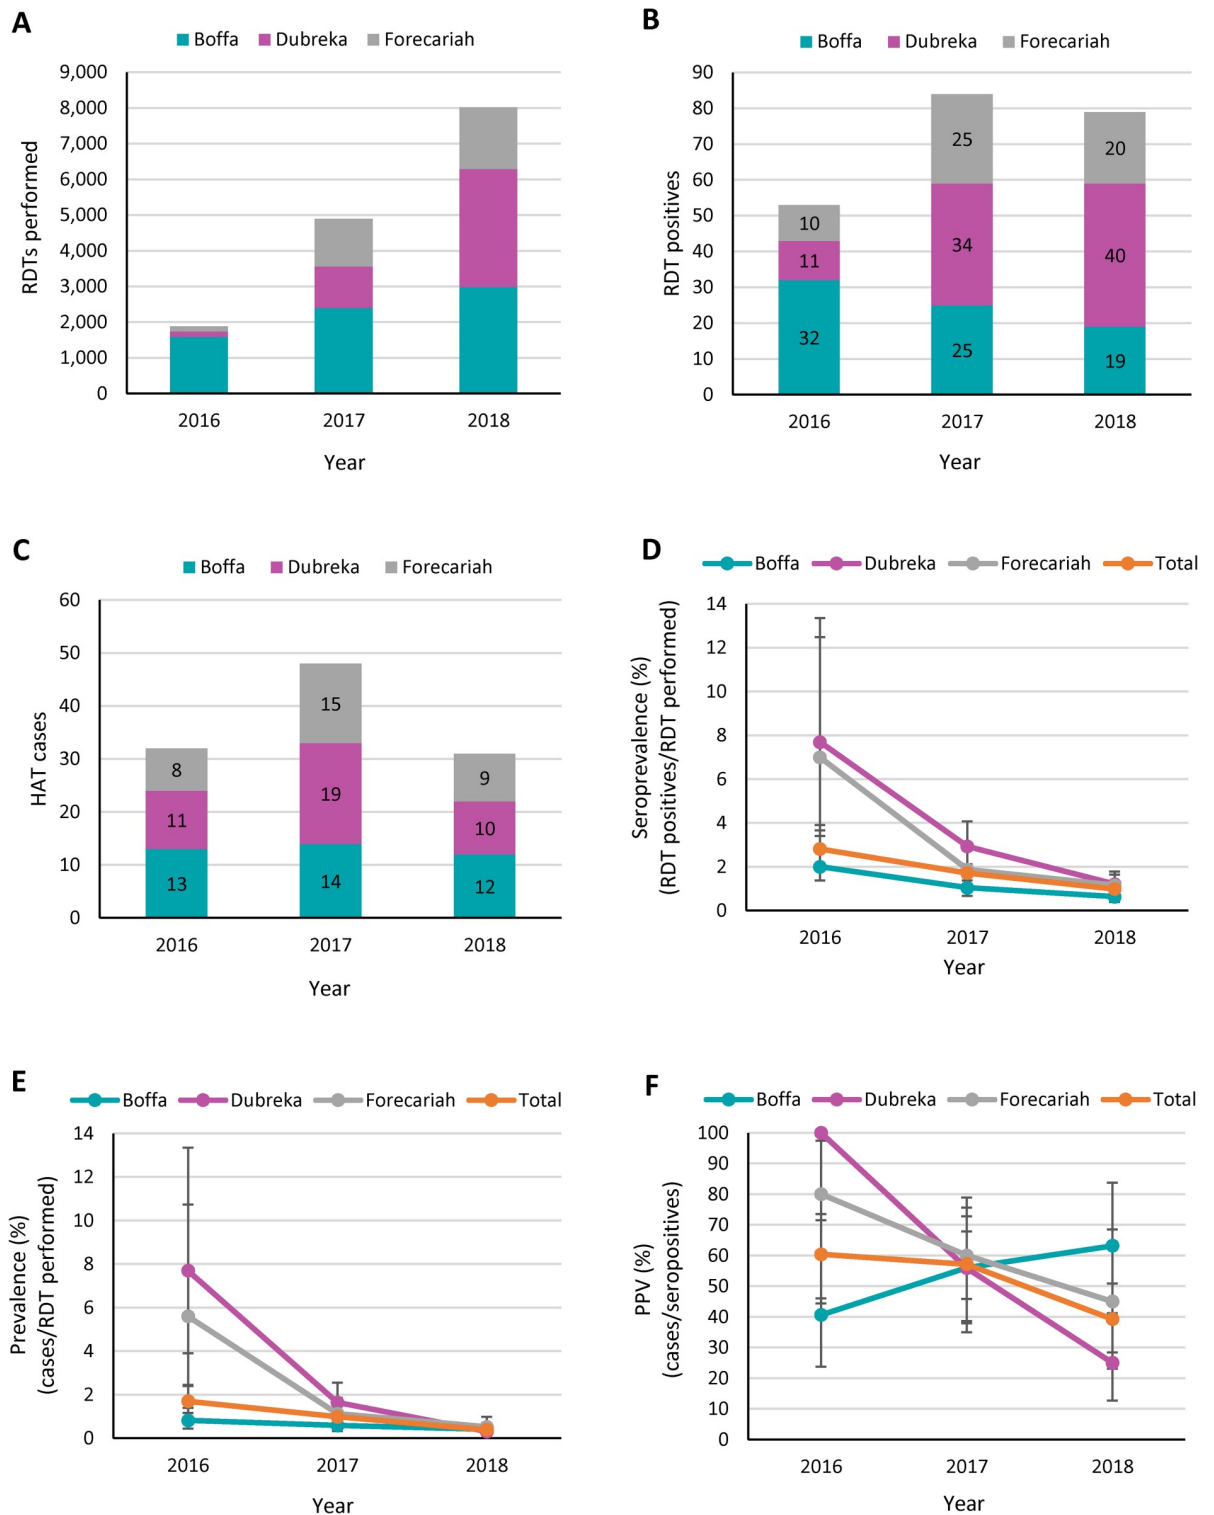 A
Boffa Dubreka Forecariah
RDTs performed
9,000
8,000
7,000
6,000
5,000
4,000
3,000
2,000
1,000
0
2016 2017 2018
Year
B
Boffa Dubreka Forecariah
RDT positives
90
80
70
60
50
40
30
20
10
0
10
11
32
25
34
25
20
40
19
2016 2017 2018
Year
C
Boffa Dubreka Forecariah
HAT cases
60
50
40
30
20
10
0
8
11
13
15
19
14
9
10
12
2016 2017 2018
Year
D
Boffa Dubreka Forecariah Total
Seroprevalence (%)
(RDT positives/RDT performed)
14
12
10
8
6
4
2
0
2016 2017 2018
Year
E
Boffa Dubreka Forecariah Total
Prevalence (%)
(cases/RDT performed)
14
12
10
8
6
4
2
0
2016 2017 2018
Year
F
Boffa Dubreka Forecariah Total
PPV (%)
(cases/seropositives)
100
90
80
70
60
50
40
30
20
10
0
2016 2017 2018
Year